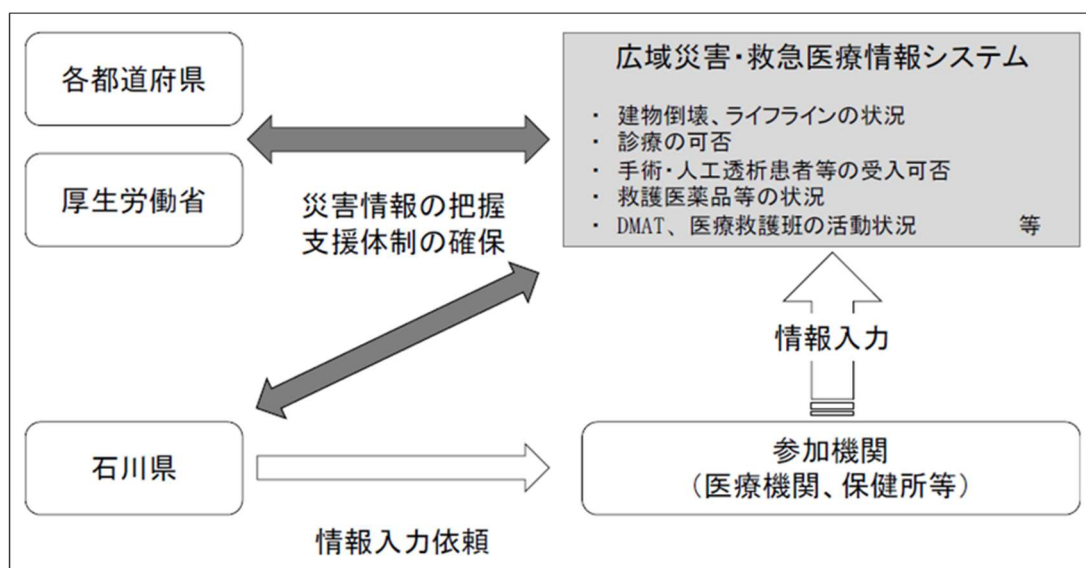 各都道府県
厚生労働省
災害情報の把握
支援体制の確保
広域災害・救急医療情報システム
・ 建物倒壊、ライフラインの状況
・ 診療の可否
・ 手術・人工透析患者等の受入可否
・ 救護医薬品等の状況
・ DMAT、医療救護班の活動状況 等
情報入力
石川県
情報入力依頼
参加機関
（医療機関、保健所等）